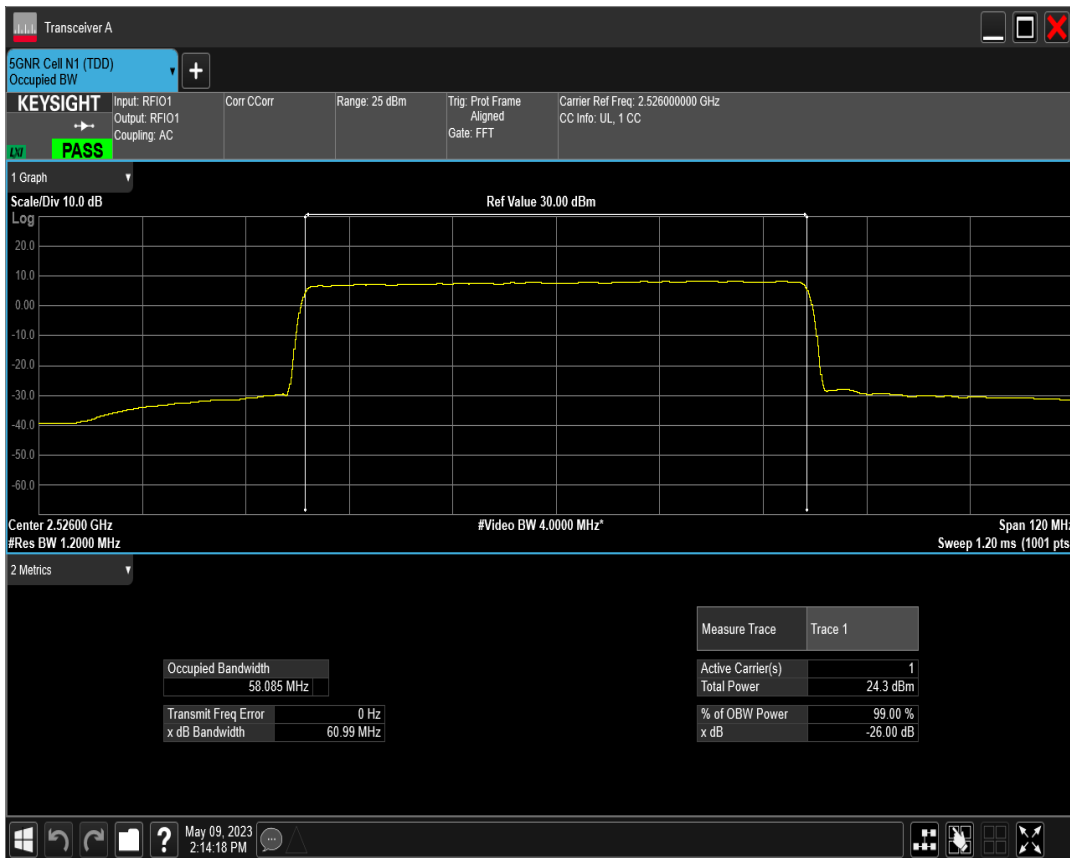 Transceiver A
5GNR Cell N1 (TDD)
Occupied BW
+
KEYSIGHT
LXI
PASS
Input: RFIO1
Output: RFIO1
Coupling: AC
Corr CCorr
Range: 25 dBm
Trig: Prot Frame
Aligned
Gate: FFT
Carrier Ref Freq: 2.526000000 GHz
CC Info: UL, 1 CC
1 Graph
Scale/Div 10.0 dB
Ref Value 30.00 dBm
Log
20.0
10.0
0.00
-10.0
-20.0
-30.0
-40.0
-50.0
-60.0
Center 2.52600 GHz
#Video BW 4.0000 MHz*
Span 120 MHz
#Res BW 1.2000 MHz
Sweep 1.20 ms (1001 pts
2 Metrics
Measure Trace Trace 1
Occupied Bandwidth
58.085 MHz
Active Carrier(s) 1
Total Power 24.3 dBm
Transmit Freq Error 0 Hz
x dB Bandwidth 60.99 MHz
% of OBW Power 99.00 %
x dB -26.00 dB
?
May 09, 2023
2:14:18 PM